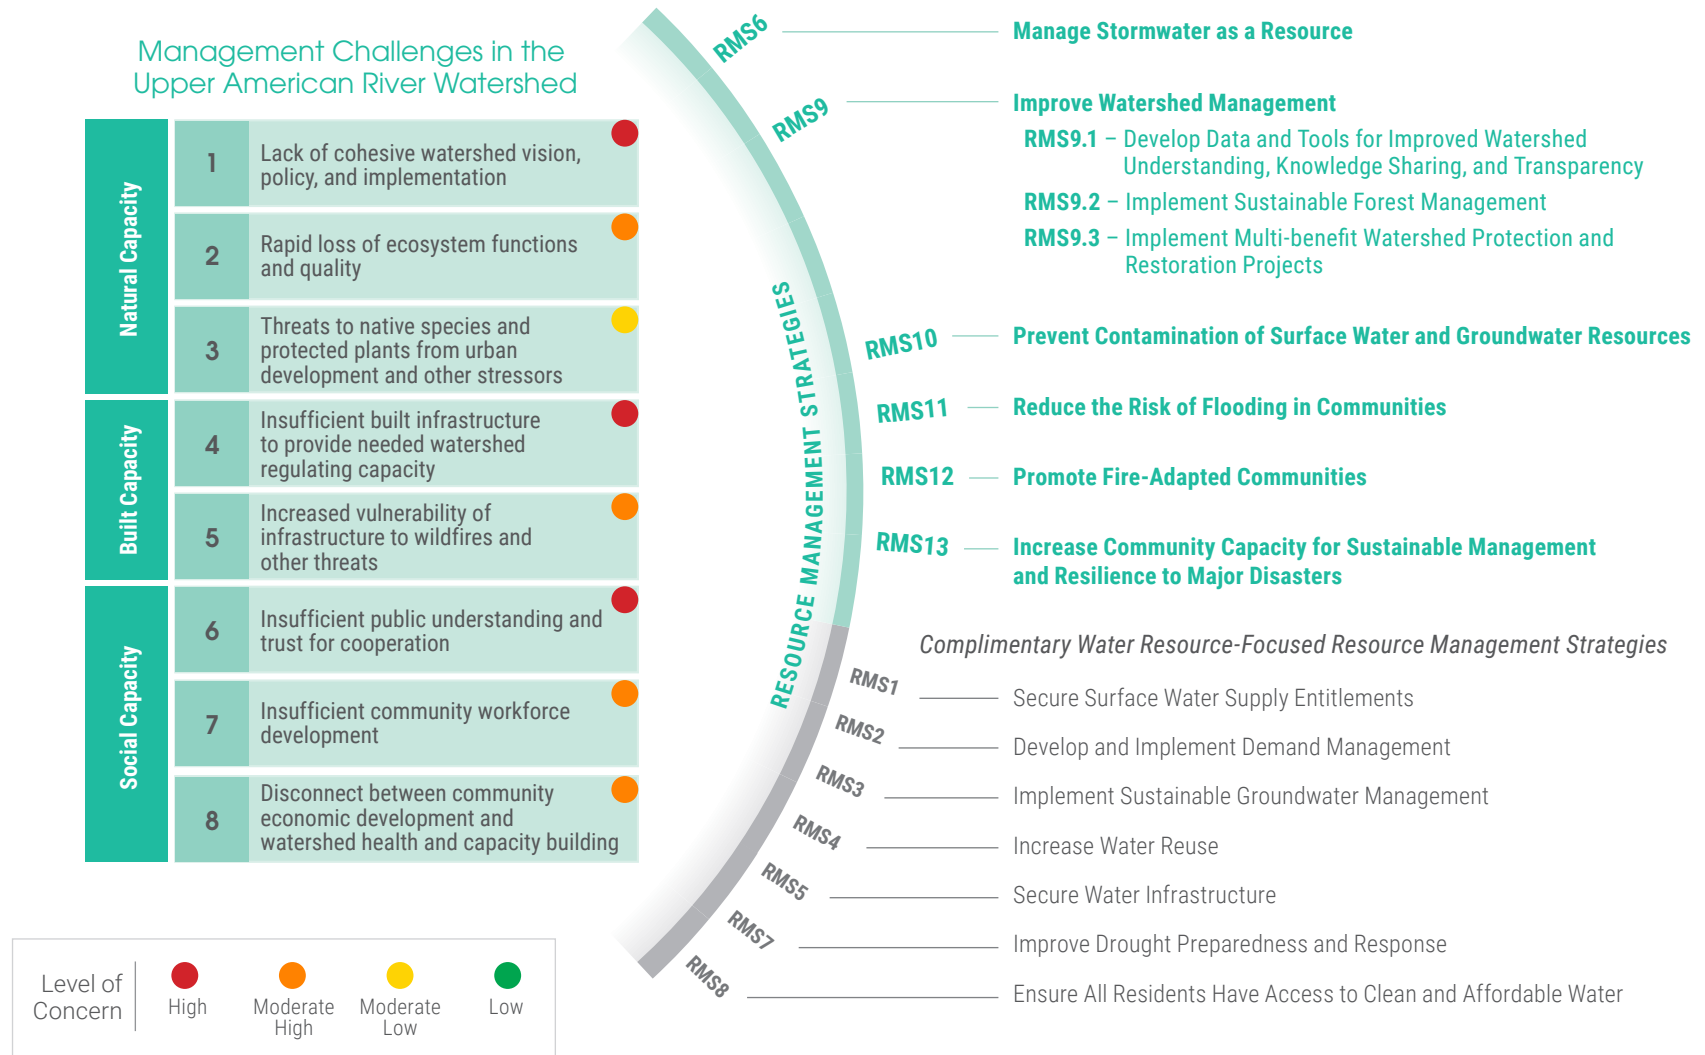 Management Challenges in the
Upper American River Watershed
Natural Capacity
1
Lack of cohesive watershed vision,
policy, and implementation
2
Rapid loss of ecosystem functions
and quality
3
Threats to native species and
protected plants from urban
development and other stressors
Built Capacity
4
Insufficient built infrastructure
to provide needed watershed
regulating capacity
5
Increased vulnerability of
infrastructure to wildfires and
other threats
Social Capacity
6
Insufficient public understanding and
trust for cooperation
7
Insufficient community workforce
development
8
Disconnect between community
economic development and
watershed health and capacity building
Level of
Concern
High
Moderate
High
Moderate
Low
Low
RESOURCE MANAGEMENT STRATEGIES
RMS6
Manage Stormwater as a Resource
RMS9
Improve Watershed Management
RMS9.1 – Develop Data and Tools for Improved Watershed
Understanding, Knowledge Sharing, and Transparency
RMS9.2 – Implement Sustainable Forest Management
RMS9.3 – Implement Multi-benefit Watershed Protection and
Restoration Projects
RMS10
Prevent Contamination of Surface Water and Groundwater Resources
RMS11
Reduce the Risk of Flooding in Communities
RMS12
Promote Fire-Adapted Communities
RMS13
Increase Community Capacity for Sustainable Management
and Resilience to Major Disasters
Complimentary Water Resource-Focused Resource Management Strategies
RMS1
Secure Surface Water Supply Entitlements
RMS2
Develop and Implement Demand Management
RMS3
Implement Sustainable Groundwater Management
RMS4
Increase Water Reuse
RMS5
Secure Water Infrastructure
RMS7
Improve Drought Preparedness and Response
RMS8
Ensure All Residents Have Access to Clean and Affordable Water